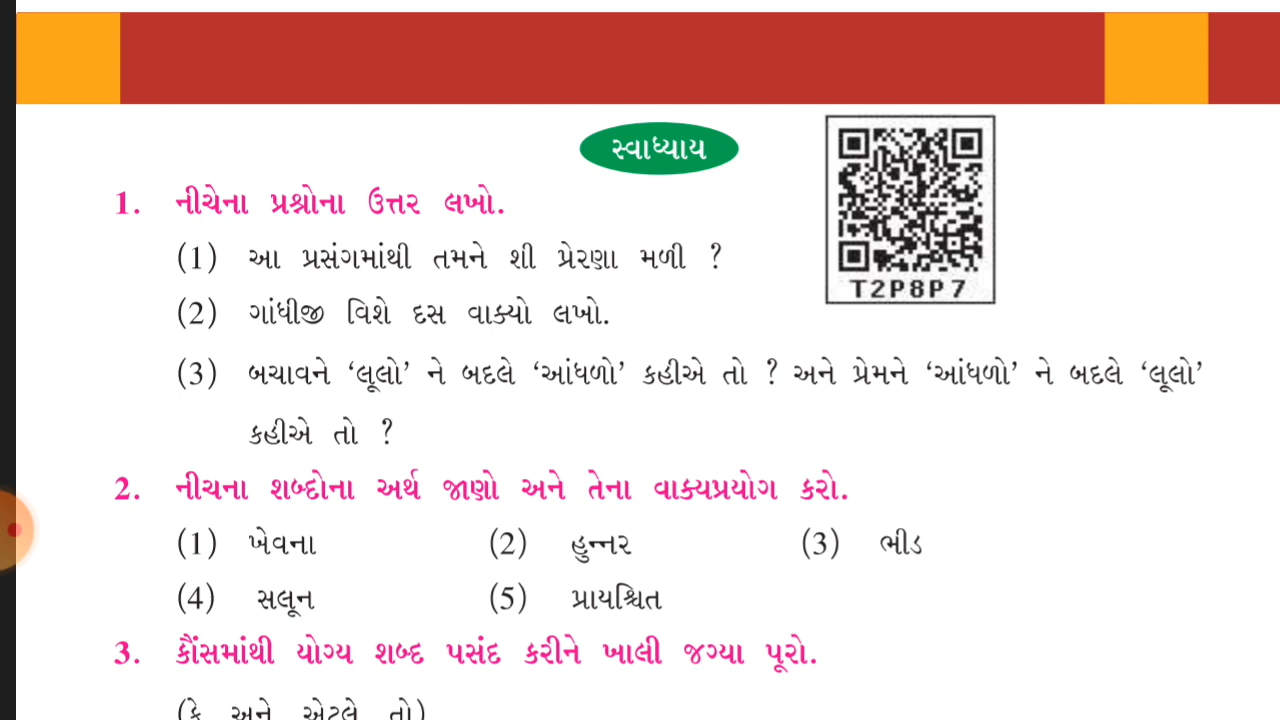 સ્વાધ્યાય
T2P8P7
1. નીચેના પ્રશ્નોના ઉત્તર લખો.
(1) આ પ્રસંગમાંથી તમને શી પ્રેરણા મળી ?
(2) ગાંધીજી વિશે દસ વાક્યો લખો.
(3) બચાવને ‘લૂલો’ ને બદલે ‘આંધળો’ કહીએ તો ? અને પ્રેમને ‘આંધળો’ ને બદલે ‘લૂલો’
કહીએ તો ?
2. નીચના શબ્દોના અર્થ જાણો અને તેના વાક્યપ્રયોગ કરો.
(1) ખેવના (2) હુન્નર (3) ભીડ
(4) સલૂન (5) પ્રાયશ્ચિત
3. કૌંસમાંથી યોગ્ય શબ્દ પસંદ કરીને ખાલી જગ્યા પૂરો.
(કે અને એટલે તો)